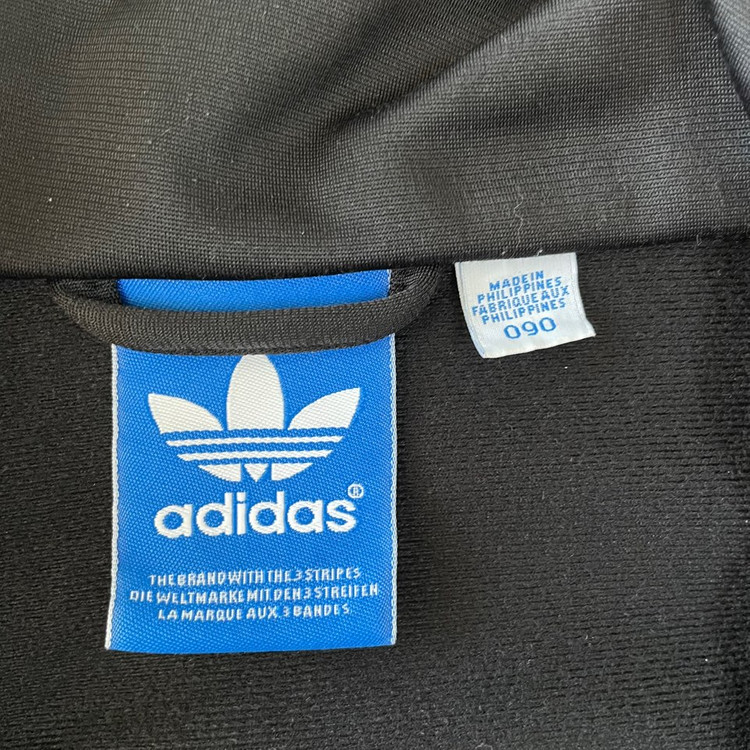 MADE IN
PHILIPPINES
FABRIQUE AUX
PHILIPPINES
090
adidas®
THE BRAND WITH THE 3 STRIPES
DIE WELTMARKE MIT DEN 3 STREIFEN
LA MARQUE AUX 3 BANDES